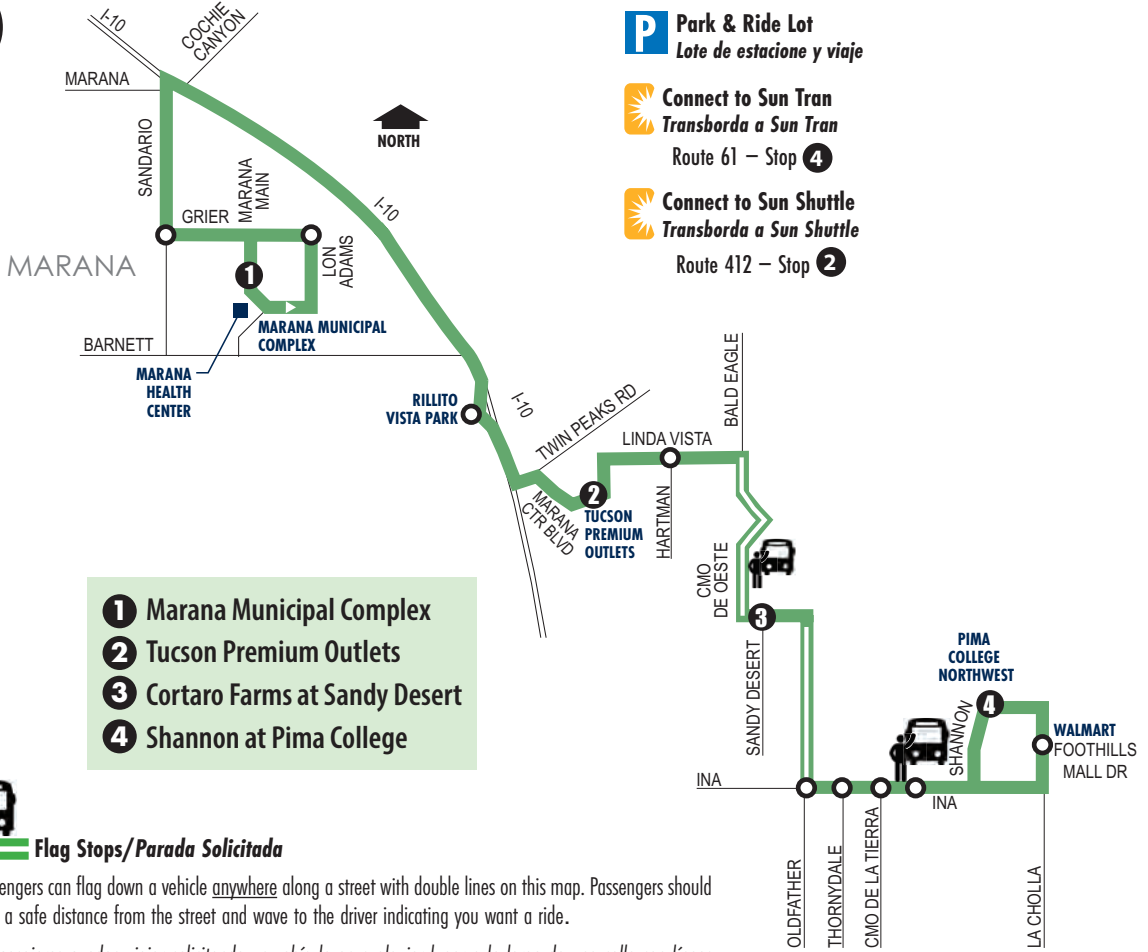 I-10
COCHIE
CANYON
MARANA
SANDARIO
NORTH
MARANA
MAIN
GRIER
I-10
LON
ADAMS
MARANA
1
MARANA MUNICIPAL
COMPLEX
BARNETT
MARANA
HEALTH
CENTER
RILLITO
VISTA PARK
I-10
TWIN PEAKS RD
MARANA
CTR BLVD
2
TUCSON
PREMIUM
OUTLETS
LINDA VISTA
HARTMAN
BALD EAGLE
CMO
DE OESTE
3
SANDY DESERT
PIMA
COLLEGE
NORTHWEST
4
SHANNON
WALMART
FOOTHILLS
MALL DR
INA
INA
OLDFATHER
THORNYDALE
CMO DE LA TIERRA
LA CHOLLA
P Park & Ride Lot
Lote de estacione y viaje
Connect to Sun Tran
Transborda a Sun Tran
Route 61 – Stop 4
Connect to Sun Shuttle
Transborda a Sun Shuttle
Route 412 – Stop 2
1 Marana Municipal Complex
2 Tucson Premium Outlets
3 Cortaro Farms at Sandy Desert
4 Shannon at Pima College
Flag Stops/Parada Solicitada
engers can flag down a vehicle anywhere along a street with double lines on this map. Passengers should
a safe distance from the street and wave to the driver indicating you want a ride.